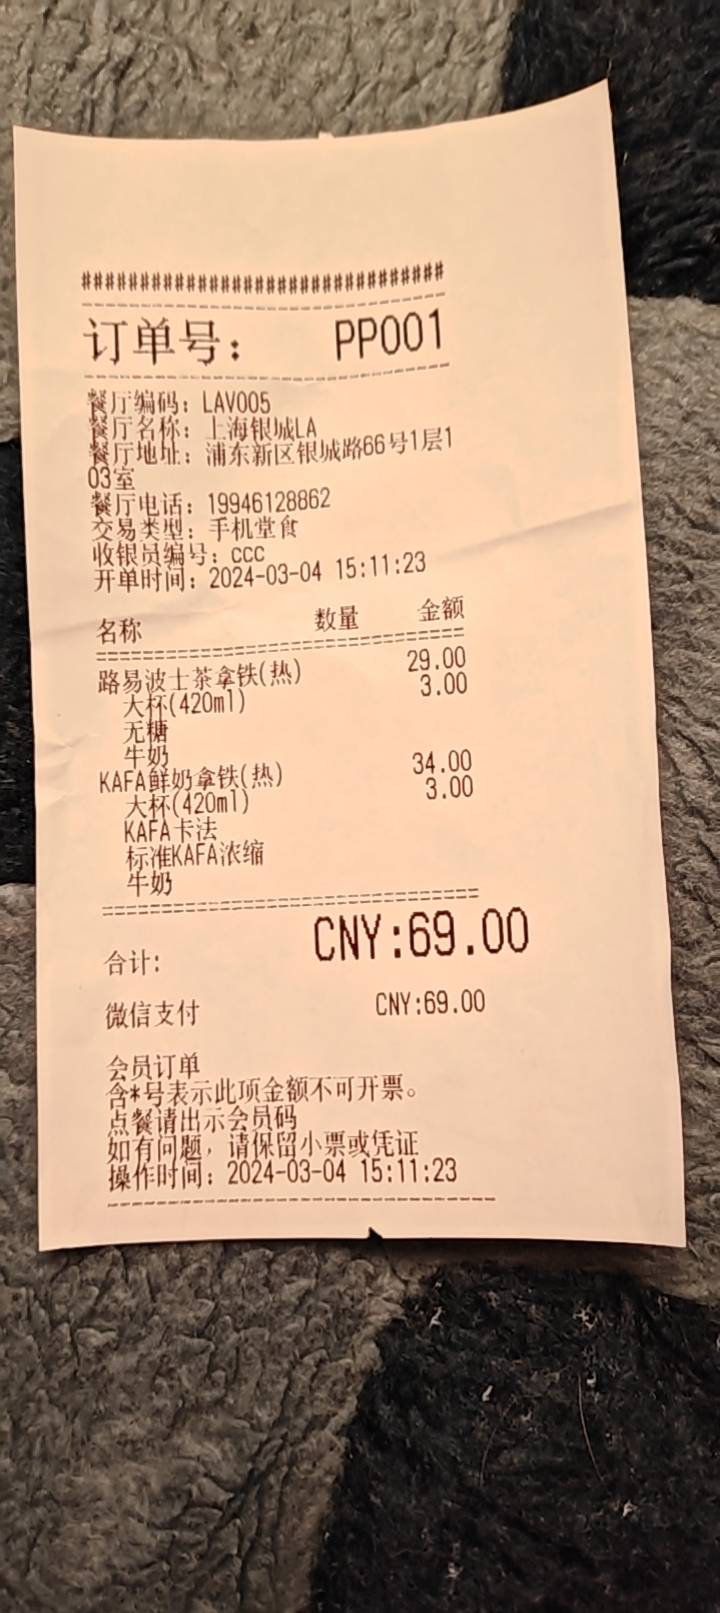 ###############################
订单号： PP001
餐厅编码：LAV005
餐厅名称：上海银城LA
餐厅地址：浦东新区银城路66号1层1
03室
餐厅电话：19946128862
交易类型：手机堂食
收银员编号：ccc
开单时间：2024-03-04 15:11:23
名称 数量 金额
路易波士茶拿铁(热) 29.00
大杯(420ml) 3.00
无糖
牛奶
KAFA鲜奶拿铁(热) 34.00
大杯(420ml) 3.00
KAFA卡法
标准KAFA浓缩
牛奶
合计: CNY:69.00
微信支付 CNY:69.00
会员订单
含*号表示此项金额不可开票。
点餐请出示会员码
如有问题，请保留小票或凭证
操作时间：2024-03-04 15:11:23